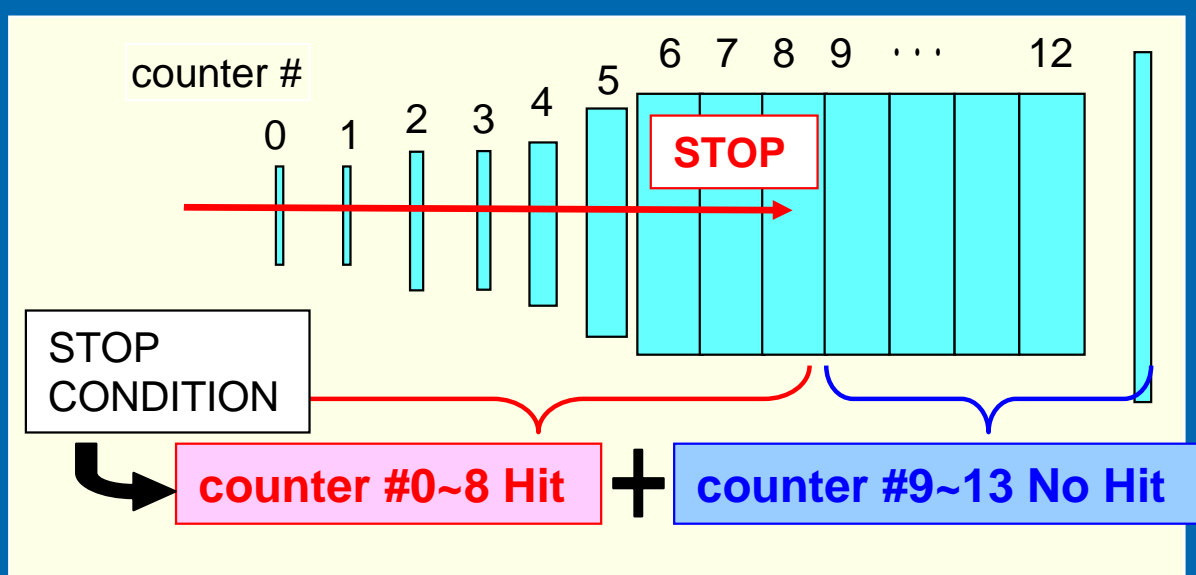 6 7 8 9 ··· 12
counter #
5
4
0 1 2 3
STOP
STOP
CONDITION
counter #0~8 Hit + counter #9~13 No Hit